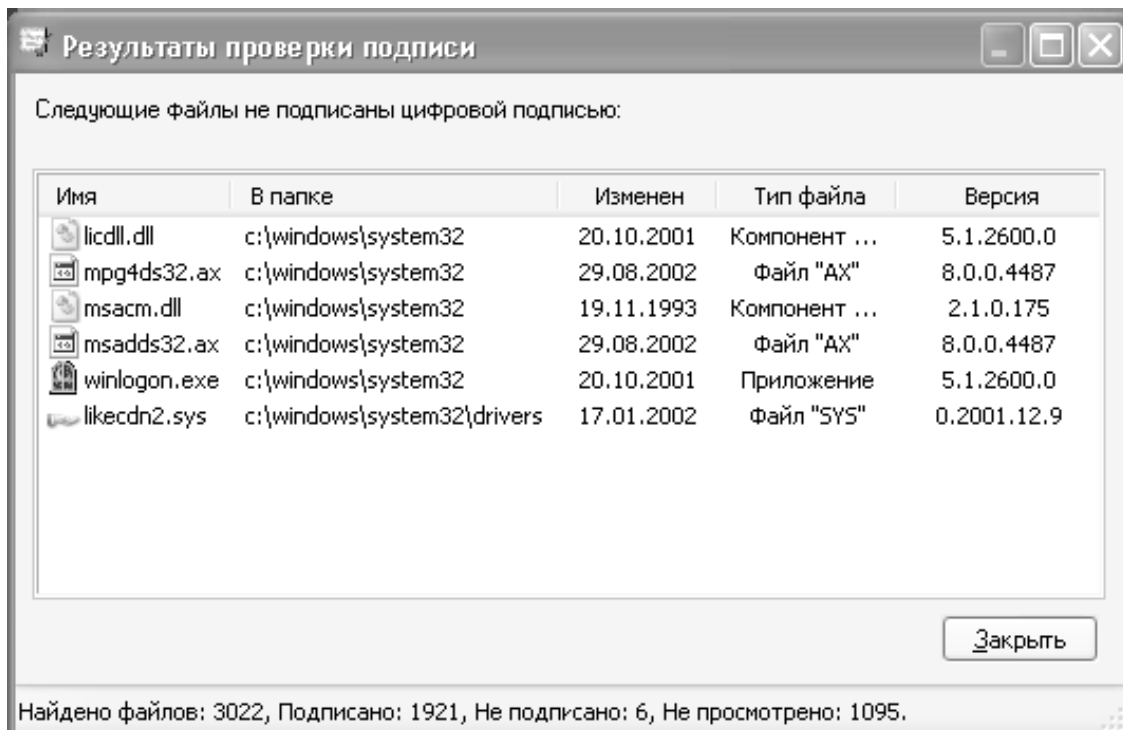 Результаты проверки подписи
Следующие файлы не подписаны цифровой подписью:
Имя В папке Изменен Тип файла Версия
licdll.dll c:\windows\system32 20.10.2001 Компонент ... 5.1.2600.0
mpg4ds32.ax c:\windows\system32 29.08.2002 Файл "AX" 8.0.0.4487
msacm.dll c:\windows\system32 19.11.1993 Компонент ... 2.1.0.175
msadds32.ax c:\windows\system32 29.08.2002 Файл "AX" 8.0.0.4487
winlogon.exe c:\windows\system32 20.10.2001 Приложение 5.1.2600.0
likecdn2.sys c:\windows\system32\drivers 17.01.2002 Файл "SYS" 0.2001.12.9
Закрыть
Найдено файлов: 3022, Подписано: 1921, Не подписано: 6, Не просмотрено: 1095.